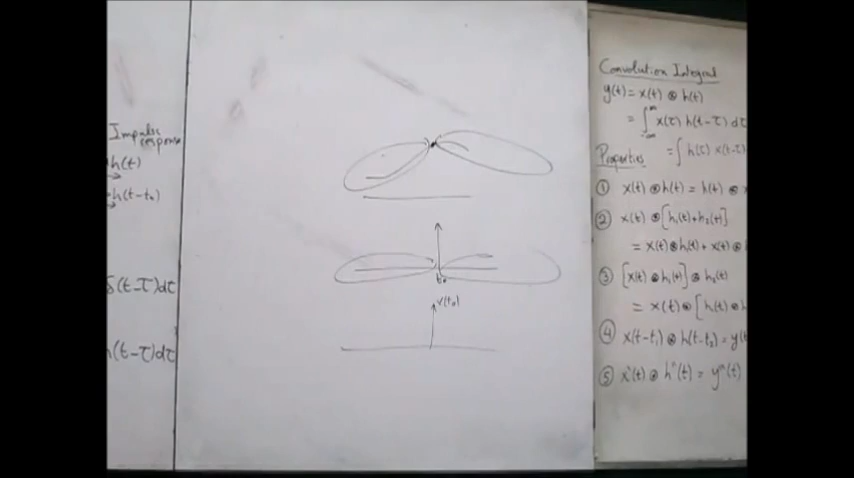 Impulse
response
h(t)
h(t-t₀)
δ(t-τ)dτ
h(t-τ)dτ
t₀
x(t₀)
Convolution Integral
y(t) = x(t) ⊗ h(t)
= ∫_{-∞}^{∞} x(τ) h(t-τ) dτ
Properties = ∫ h(τ) x(t-τ)
① x(t) ⊗ h(t) = h(t) ⊗
② x(t) ⊗ [h₁(t) + h₂(t)]
= x(t) ⊗ h₁(t) + x(t) ⊗
③ [x(t) ⊗ h₁(t)] ⊗ h₂(t)
= x(t) ⊗ [h₁(t) ⊗
④ x(t-t₁) ⊗ h(t-t₂) = y(t
⑤ x'(t) ⊗ h''(t) = y'''(t)